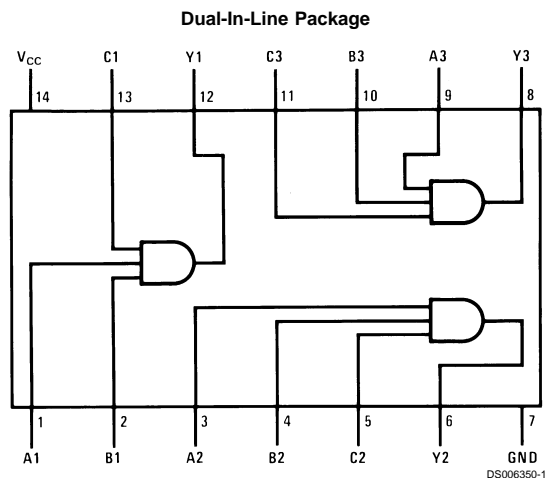 Dual-In-Line Package
VCC C1 Y1 C3 B3 A3 Y3
14 13 12 11 10 9 8
1 2 3 4 5 6 7
A1 B1 A2 B2 C2 Y2 GND
DS006350-1